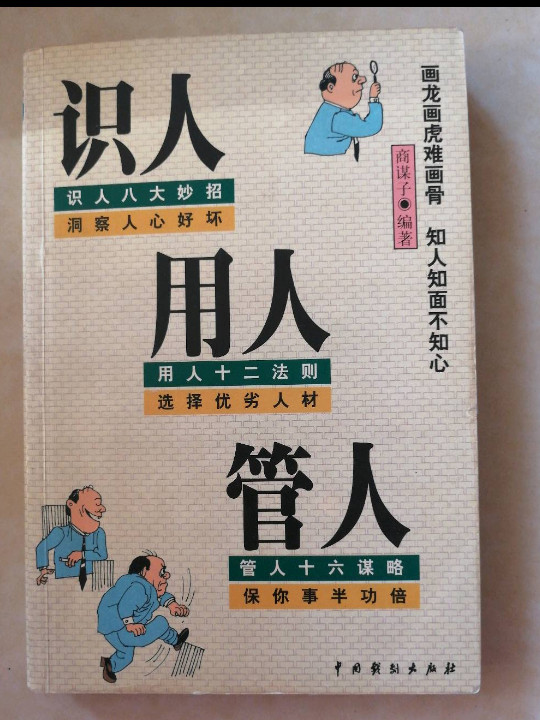 识人
识人八大妙招
洞察人心好坏
画龙画虎难画骨 知人知面不知心
商谋子●编著
用人
用人十二法则
选择优劣人材
管人
管人十六谋略
保你事半功倍
中国戏剧出版社